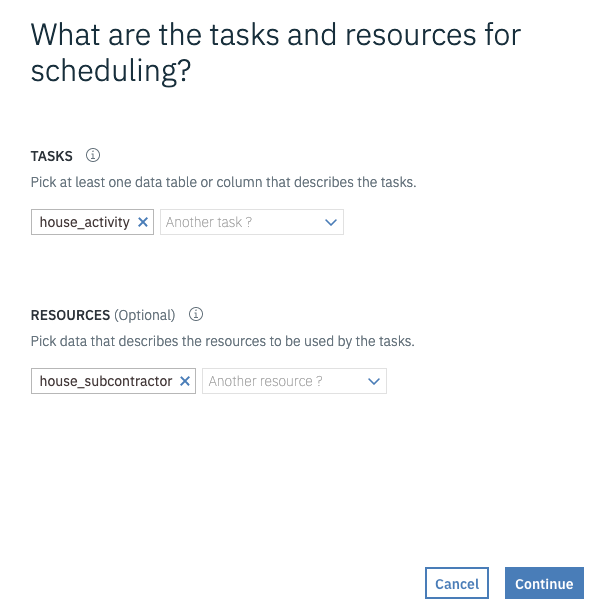 What are the tasks and resources for
scheduling?
TASKS
Pick at least one data table or column that describes the tasks.
house_activity × Another task ?
RESOURCES (Optional)
Pick data that describes the resources to be used by the tasks.
house_subcontractor × Another resource ?
Cancel Continue